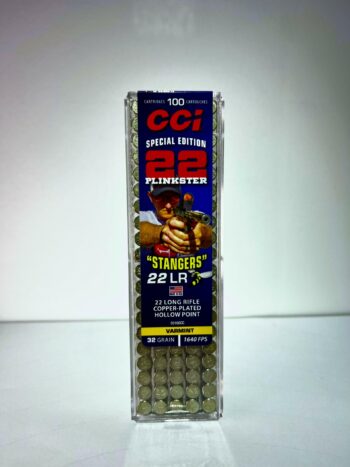 CARTRIDGES 100 CARTOUCHES
CCI
SPECIAL EDITION
22
PLINKSTER
"STANGERS"
22 LR
22 LONG RIFLE
COPPER-PLATED
HOLLOW POINT
VARMINT
32 GRAIN | 1640 FPS